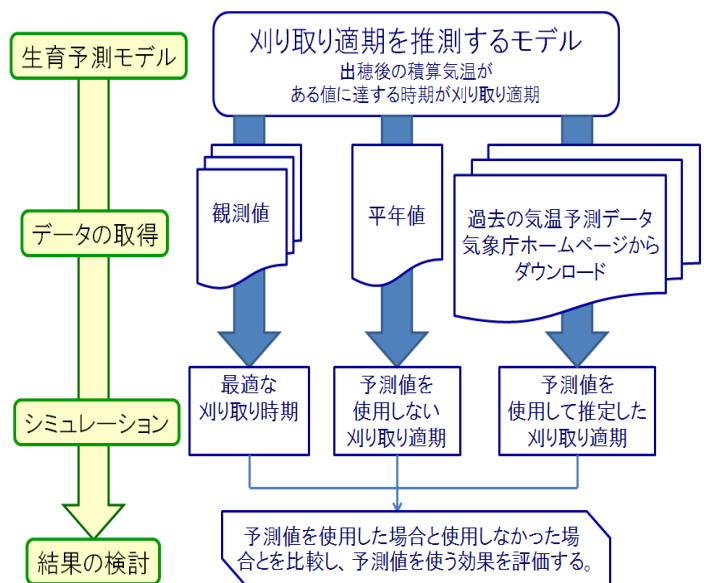 生育予測モデル
刈り取り適期を推測するモデル
出穂後の積算気温が
ある値に達する時期が刈り取り適期
データの取得
観測値
平年値
過去の気温予測データ
気象庁ホームページから
ダウンロード
シミュレーション
最適な
刈り取り時期
予測値を
使用しない
刈り取り適期
予測値を
使用して推定した
刈り取り適期
結果の検討
予測値を使用した場合と使用しなかった場
合とを比較し、予測値を使う効果を評価する。